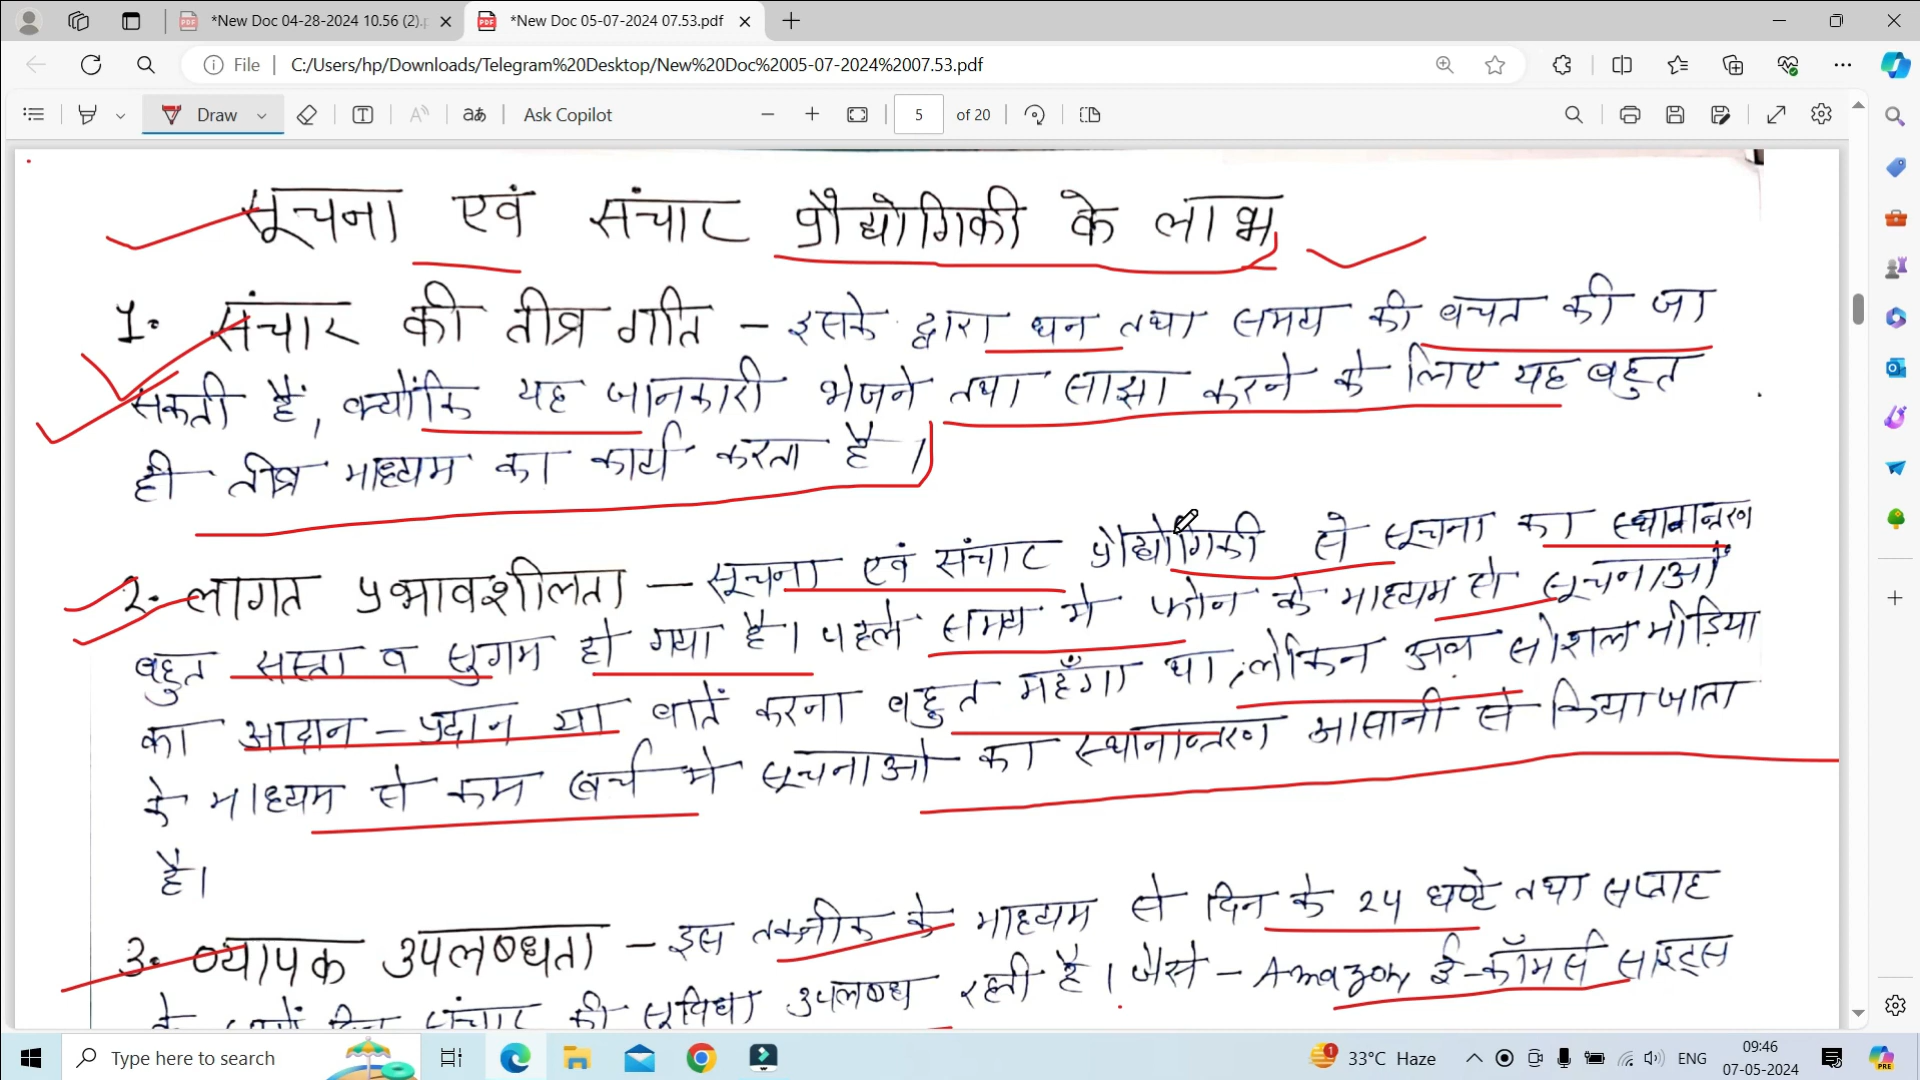 *New Doc 04-28-2024 10.56 (2).p
*New Doc 05-07-2024 07.53.pdf
File
C:/Users/hp/Downloads/Telegram%20Desktop/New%20Doc%2005-07-2024%2007.53.pdf
Draw
Ask Copilot
5 of 20
सूचना एवं संचार प्रौद्योगिकी के लाभ
1. संचार की तीव्र गति - इसके द्वारा धन तथा समय की बचत की जा
सकती है, क्योंकि यह जानकारी भेजने तथा साझा करने के लिए यह बहुत
ही तीव्र माध्यम का कार्य करता है।
2. लागत प्रभावशीलता - सूचना एवं संचार प्रौद्योगिकी से सूचना का स्थानान्तरण
बहुत सस्ता व सुगम हो गया है। पहले समय मे फोन के माध्यम से सूचनाओं
का आदान-प्रदान या बातें करना बहुत महँगा था, लेकिन अब सोशल मीडिया
के माध्यम से कम खर्च मे सूचनाओ का स्थानान्तरण आसानी से किया जाता
है।
3. व्यापक उपलब्धता - इस तकनीक के माध्यम से दिन के 24 घण्टे तथा सप्ताह
के दिन संचार की सुविधा उपलब्ध रहती है। जैसे - Amazon ई-कॉमर्स साइट्स
Type here to search
33°C Haze
ENG
09:46
07-05-2024